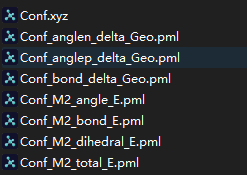 Conf.xyz
Conf_anglen_delta_Geo.pml
Conf_anglep_delta_Geo.pml
Conf_bond_delta_Geo.pml
Conf_M2_angle_E.pml
Conf_M2_bond_E.pml
Conf_M2_dihedral_E.pml
Conf_M2_total_E.pml